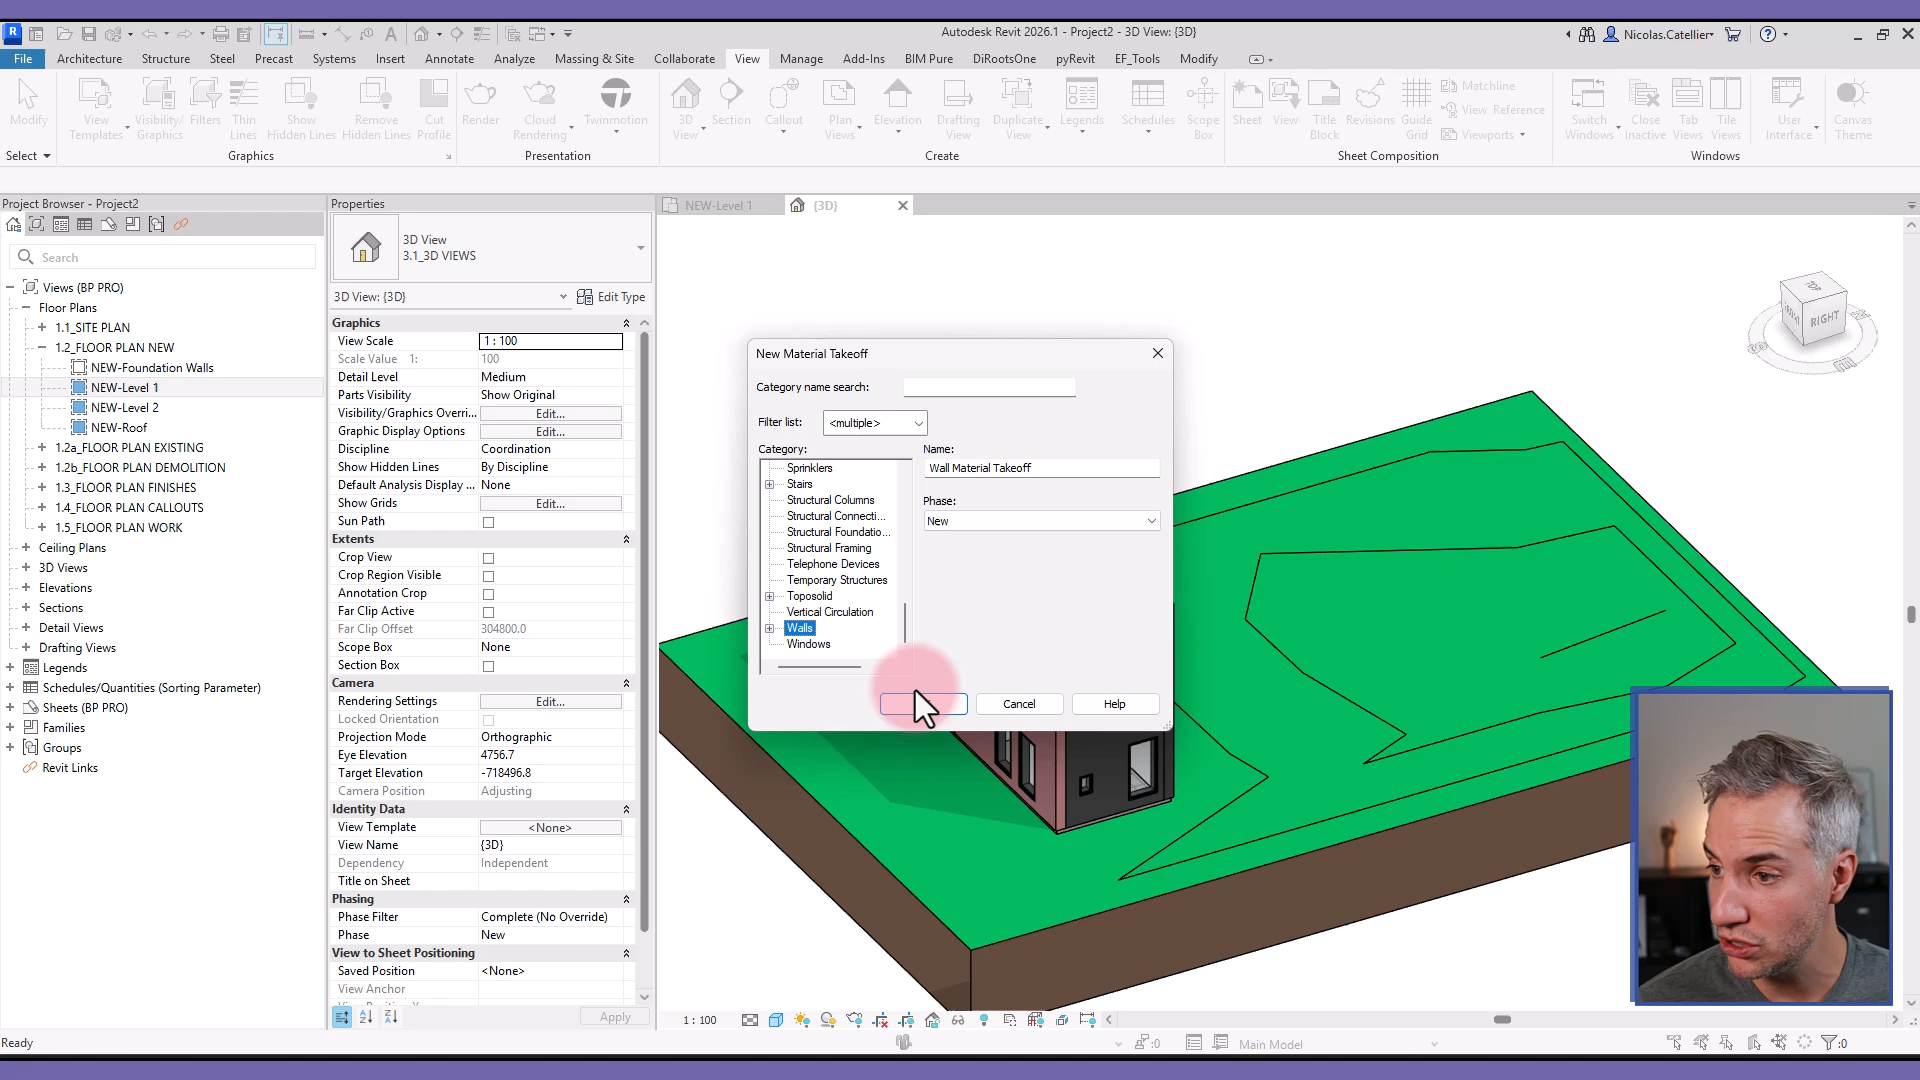 Autodesk Revit 2026.1 - Project2 - 3D View: {3D}
Nicolas.Catellier
File Architecture Structure Steel Precast Systems Insert Annotate Analyze Massing & Site Collaborate View Manage Add-Ins BIM Pure DiRootsOne pyRevit EF_Tools Modify
Modify
View Templates
Visibility/ Graphics
Filters
Thin Lines
Show Hidden Lines
Remove Hidden Lines
Cut Profile
Render
Cloud Rendering
Twinmotion
3D View
Section
Callout
Plan Views
Elevation
Drafting View
Duplicate View
Legends
Schedules
Scope Box
Sheet
View
Title Block
Revisions
Guide Grid
Matchline
View Reference
Viewports
Switch Windows
Close Inactive
Tab Views
Tile Views
User Interface
Canvas Theme
Select
Graphics
Presentation
Create
Sheet Composition
Windows
Project Browser - Project2
Search
Views (BP PRO)
Floor Plans
1.1_SITE PLAN
1.2_FLOOR PLAN NEW
NEW-Foundation Walls
NEW-Level 1
NEW-Level 2
NEW-Roof
1.2a_FLOOR PLAN EXISTING
1.2b_FLOOR PLAN DEMOLITION
1.3_FLOOR PLAN FINISHES
1.4_FLOOR PLAN CALLOUTS
1.5_FLOOR PLAN WORK
Ceiling Plans
3D Views
Elevations
Sections
Detail Views
Drafting Views
Legends
Schedules/Quantities (Sorting Parameter)
Sheets (BP PRO)
Families
Groups
Revit Links
Properties
3D View
3.1_3D VIEWS
3D View: {3D}
Edit Type
Graphics
View Scale 1 : 100
Scale Value 1: 100
Detail Level Medium
Parts Visibility Show Original
Visibility/Graphics Overri... Edit...
Graphic Display Options Edit...
Discipline Coordination
Show Hidden Lines By Discipline
Default Analysis Display ... None
Show Grids Edit...
Sun Path
Extents
Crop View
Crop Region Visible
Annotation Crop
Far Clip Active
Far Clip Offset 304800.0
Scope Box None
Section Box
Camera
Rendering Settings Edit...
Locked Orientation
Projection Mode Orthographic
Eye Elevation 4756.7
Target Elevation -718496.8
Camera Position Adjusting
Identity Data
View Template <None>
View Name {3D}
Dependency Independent
Title on Sheet
Phasing
Phase Filter Complete (No Override)
Phase New
View to Sheet Positioning
Saved Position <None>
View Anchor
Apply
NEW-Level 1
{3D}
TOP
RIGHT
New Material Takeoff
Category name search:
Filter list: <multiple>
Category:
Sprinklers
Stairs
Structural Columns
Structural Connecti...
Structural Foundatio...
Structural Framing
Telephone Devices
Temporary Structures
Toposolid
Vertical Circulation
Walls
Windows
Name:
Wall Material Takeoff
Phase:
New
Cancel
Help
1 : 100
Ready
:0
Main Model
:0